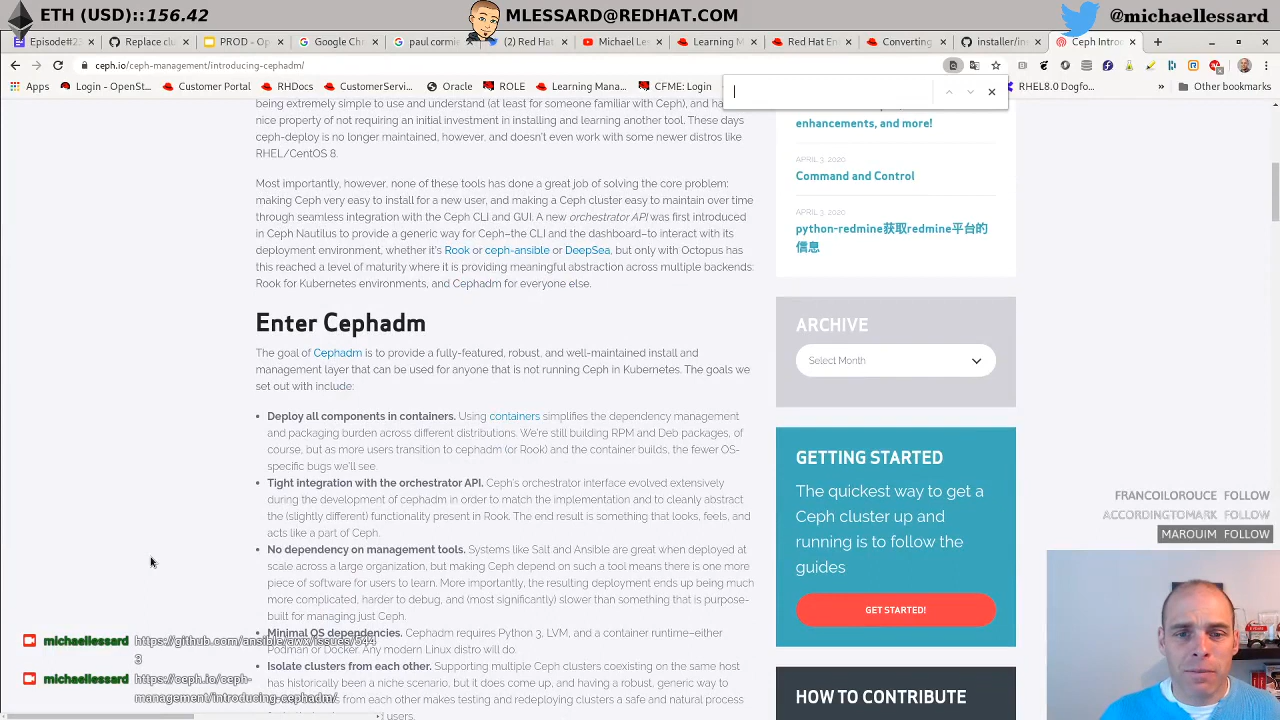 ETH (USD)::156.42
MLESSARD@REDHAT.COM
@michaellessard
Episode#23
Replace c
PROD - O
Google Ch
paul cormi
(2) Red Hat
Learning M
ceph.io/ceph-management/introducing-cephadm/
Apps
RHDs
CustomerServi...
Customer Portal
RHCX
CustomerServi...
Oracle
RHLS
Learning Mana...
CFME: Login
RHEL8.0 Dogfo...
»
Other bookmarks
being extremely simple to use and understand (at least for someone familiar with Ceph), and ha
nice property of not requiring an initial investment in installing and learning another tool. These days
ceph-deploy is no longer maintained, however, and doesn't even work with some newer distros like
RHEL/CentOS 8.
Most importantly, however, none of these tools has done a great job of solving the core problem:
making Ceph very easy to install for a new user, and making a Ceph cluster easy to maintain over time
through seamless integration with the Ceph CLI and GUI. A new orchestrator API was first introduced
in in Nautilus to provide a generic way for Ceph–the CLI and the dashboard–to interact with its
deployment environment, whether it's Rook or ceph-ansible or DeepSea, but only with Octopus has
this reached a level of maturity where it is providing meaningful abstraction across multiple backends:
Rook for Kubernetes environments, and Cephadm for everyone else.
Enter Cephadm
The goal of Cephadm is to provide a fully-featured, robust, and well-maintained install and
management layer that can be used for anyone that is not running Ceph in Kubernetes. The goals we
set out with include:
• Deploy all components in containers. Using containers simplifies the dependency management
and packaging burden across different distributions. We're still building RPM and Deb packages, of
course, but as more users transition to cephadm (or Rook) and the container builds, the fewer OS-
specific bugs we'll see.
• Tight integration with the orchestrator API. Ceph's orchestrator interface evolved extensively
during the development of cephadm in order to match the implementation and to cleanly abstract
the (slightly different) functionality present in Rook. The end result is something that looks, feels, and
acts like a part of Ceph.
• No dependency on management tools. Systems like Salt and Ansible are great when deployed at
scale across a large organization, but making Ceph depend on such a tool means there is one more
piece of software for users to learn. More importantly, the resulting deployment ends up being much
more complicated, harder to debug, and (most significantly) slower than something that is purpose-
built for managing just Ceph.
• Minimal OS dependencies. Cephadm requires Python 3, LVM, and a container runtime–either
Podman or Docker. Any modern Linux distro will do.
• Isolate clusters from each other. Supporting multiple Ceph clusters coexisting on the same host
has historically been a niche scenario, but it does come up, and having a robust, generic way to
isolate clusters from each other makes testing and redeploying clusters a safe and natural process
users.
enhancements, and more!
APRIL 3, 2020
Command and Control
APRIL 3, 2020
python-redmine获取redmine平台的
信息
ARCHIVE
Select Month
GETTING STARTED
The quickest way to get a
Ceph cluster up and
running is to follow the
guides
GET STARTED!
HOW TO CONTRIBUTE
FRANCOILOROUCE FOLLOW
ACCORDINGTOMARK FOLLOW
MAROUIM FOLLOW
michaellessard
3
michaellessard https://ceph.io/ceph-
management/introducing-cephadm/